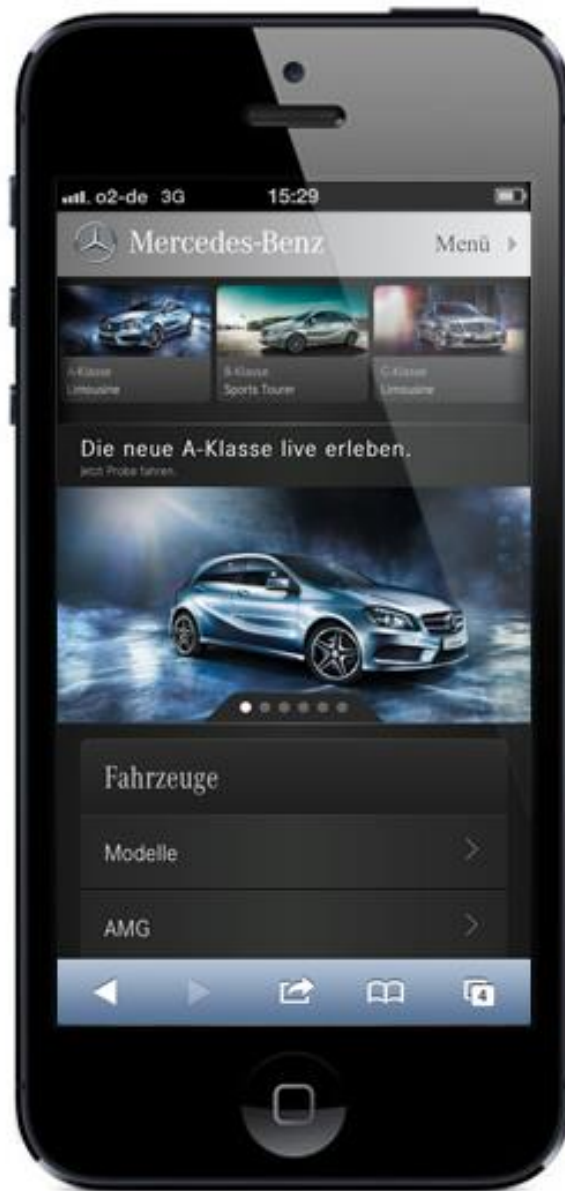 o2-de 3G 15:29
Mercedes-Benz Menü
A-Klasse
Limousine
B-Klasse
Sports Tourer
C-Klasse
Limousine
Die neue A-Klasse live erleben.
Jetzt Probe fahren.
Fahrzeuge
Modelle
AMG
4